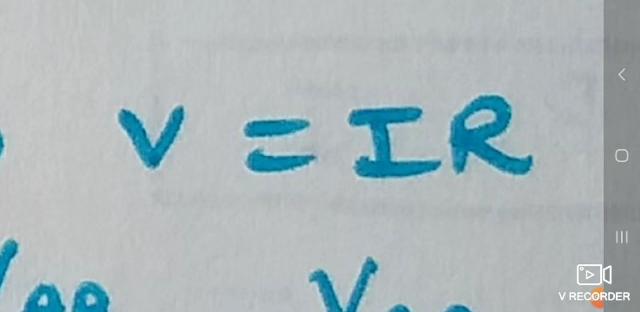 V = IR
V RECORDER